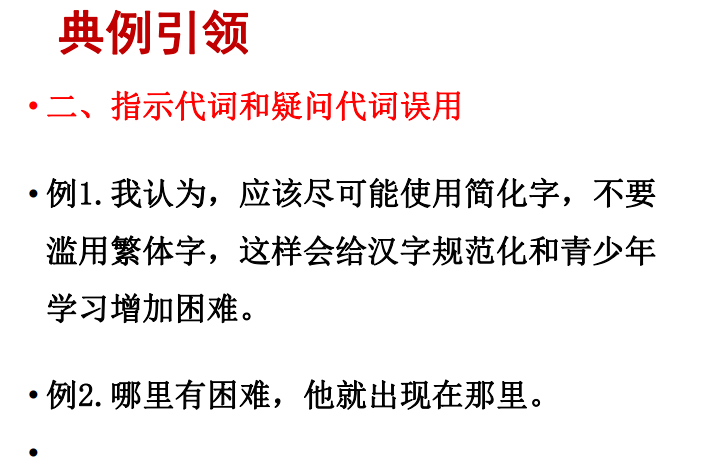 典例引领
• 二、指示代词和疑问代词误用
• 例1.我认为，应该尽可能使用简化字，不要
滥用繁体字，这样会给汉字规范化和青少年
学习增加困难。
• 例2.哪里有困难，他就出现在那里。
•